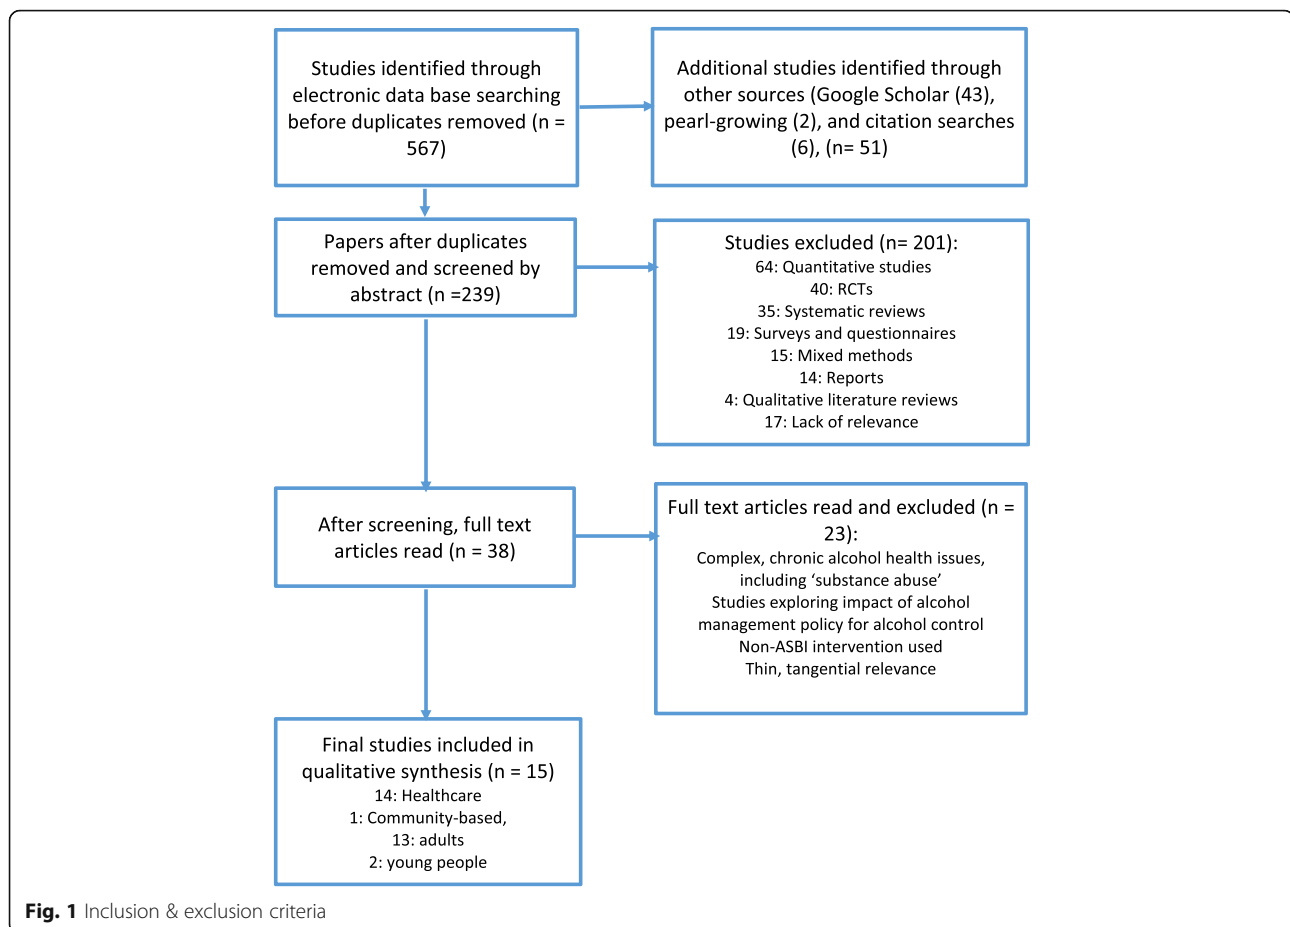 Studies identified through
electronic data base searching
before duplicates removed (n =
567)
Additional studies identified through
other sources (Google Scholar (43),
pearl-growing (2), and citation searches
(6), (n= 51)
Papers after duplicates
removed and screened by
abstract (n =239)
Studies excluded (n= 201):
64: Quantitative studies
40: RCTs
35: Systematic reviews
19: Surveys and questionnaires
15: Mixed methods
14: Reports
4: Qualitative literature reviews
17: Lack of relevance
After screening, full text
articles read (n = 38)
Full text articles read and excluded (n =
23):
Complex, chronic alcohol health issues,
including ‘substance abuse’
Studies exploring impact of alcohol
management policy for alcohol control
Non-ASBI intervention used
Thin, tangential relevance
Final studies included in
qualitative synthesis (n = 15)
14: Healthcare
1: Community-based,
13: adults
2: young people
Fig. 1 Inclusion & exclusion criteria